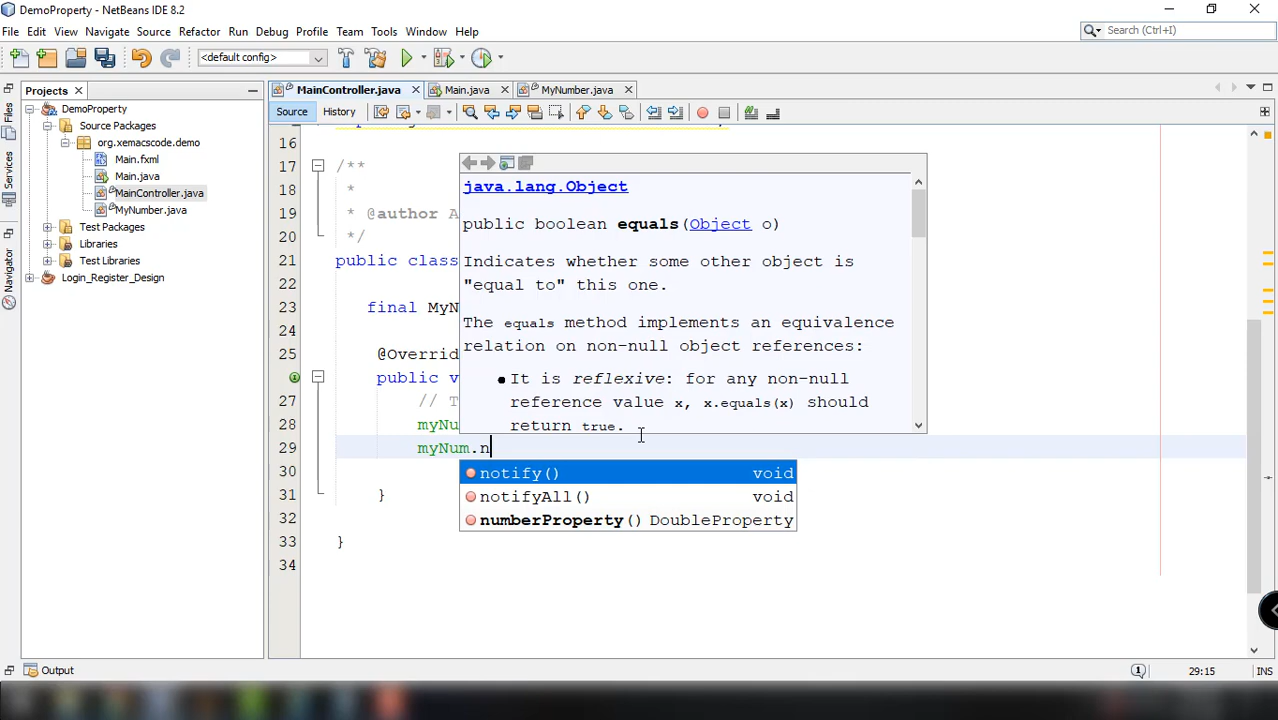 DemoProperty - NetBeans IDE 8.2
File Edit View Navigate Source Refactor Run Debug Profile Team Tools Window Help
Search (Ctrl+I)
<default config>
Projects
MainController.java
Main.java
MyNumber.java
Source
History
Files
Services
Navigator
DemoProperty
Source Packages
org.xemacscode.demo
Main.fxml
Main.java
MainController.java
MyNumber.java
Test Packages
Libraries
Test Libraries
Login_Register_Design
16
17 /**
18 *
19 * @author A
20 */
21 public class
22
23 final MyN
24
25 @Overrid
public v
27 // T
28 myNu
29 myNum.n
30
31 }
32
33 }
34
java.lang.Object
public boolean equals(Object o)
Indicates whether some other object is
"equal to" this one.
The equals method implements an equivalence
relation on non-null object references:
• It is reflexive: for any non-null
reference value x, x.equals(x) should
return true.
notify() void
notifyAll() void
numberProperty() DoubleProperty
Output
1
29:15
INS